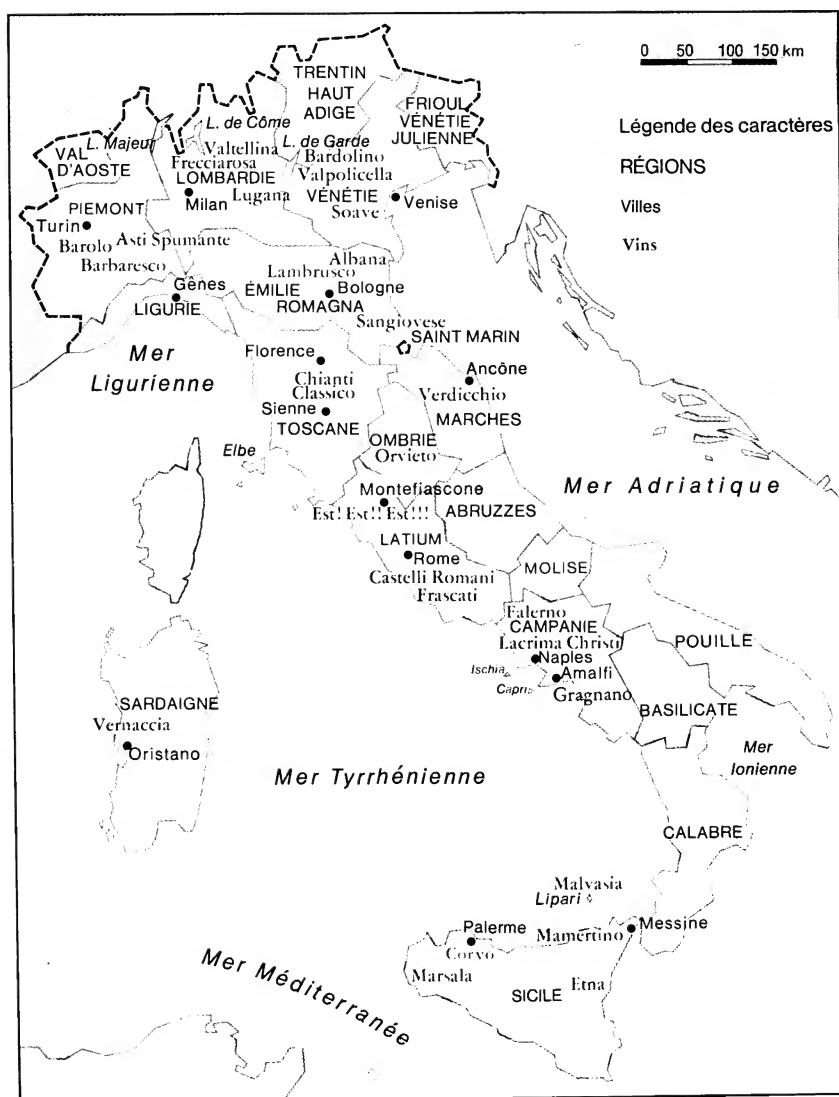 0 50 100 150 km
TRENTIN
HAUT
ADIGE
FRIOUL
VÉNÉTIE
JULIENNE
Légende des caractères
RÉGIONS
Villes
Vins
L. Majeur
L. de Côme
L. de Garde
VAL
D'AOSTE
Valtellina
Frecciarosa
LOMBARDIE
Milan
Lugana
Bardolino
Valpolicella
VÉNÉTIE
Soave
Venise
PIEMONT
Turin
Barolo
Asti Spumante
Barbaresco
Albana
Lambrusco
Gênes
LIGURIE
ÉMILIE
Bologne
ROMAGNA
Sangiovese
SAINT MARIN
Mer
Ligurienne
Florence
Chianti
Classico
Sienne
TOSCANE
Ancône
Verdicchio
MARCHES
Elbe
OMBRIE
Orvieto
Mer Adriatique
Montefiascone
Est! Est!! Est!!!
ABRUZZES
LATIUM
Rome
Castelli Romani
Frascati
MOLISE
Falerno
CAMPANIE
Lacrima Christi
Naples
Ischia
Amalfi
Capri
Gragnano
POUILLE
BASILICATE
SARDAIGNE
Vernaccia
Oristano
Mer
Ionienne
Mer Tyrrhénienne
CALABRE
Malvasia
Lipari
Palerme
Messine
Mamertino
Corvo
Marsala
SICILE
Etna
Mer Méditerranée